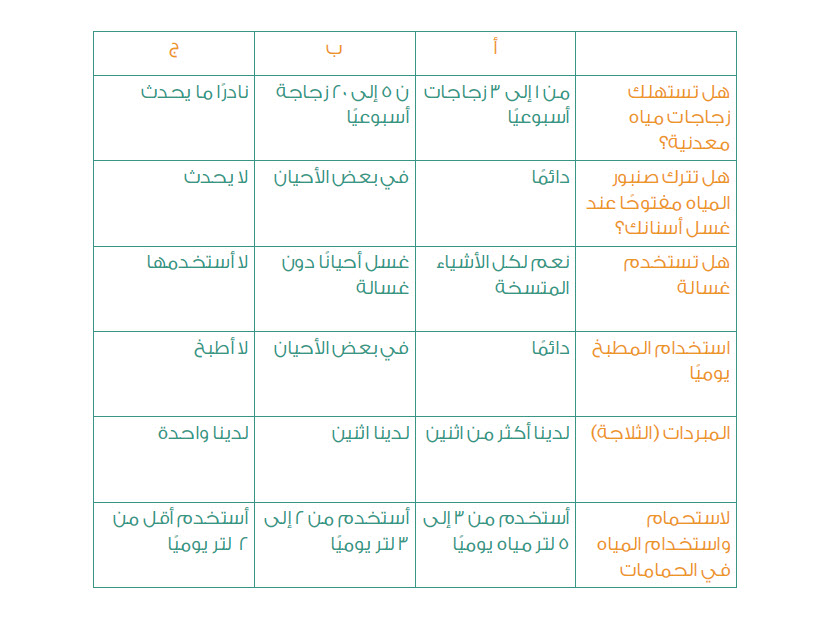 أ
ب
ج
هل تستهلك
زجاجات مياه
معدنية؟
من ١ إلى ٣ زجاجات
أسبوعيًا
ن ٥ إلى ٢٠ زجاجة
أسبوعيًا
نادرًا ما يحدث
هل تترك صنبور
المياه مفتوحًا عند
غسل أسنانك؟
دائمًا
في بعض الأحيان
لا يحدث
هل تستخدم
غسالة
نعم لكل الأشياء
المتسخة
غسل أحيانًا دون
غسالة
لا أستخدمها
استخدام المطبخ
يوميًا
دائمًا
في بعض الأحيان
لا أطبخ
المبردات (الثلاجة)
لدينا أكثر من اثنين
لدينا اثنين
لدينا واحدة
لاستحمام
واستخدام المياه
في الحمامات
أستخدم من ٣ إلى
٥ لتر مياه يوميًا
أستخدم من ٢ إلى
٣ لتر يوميًا
أستخدم أقل من
٢ لتر يوميًا